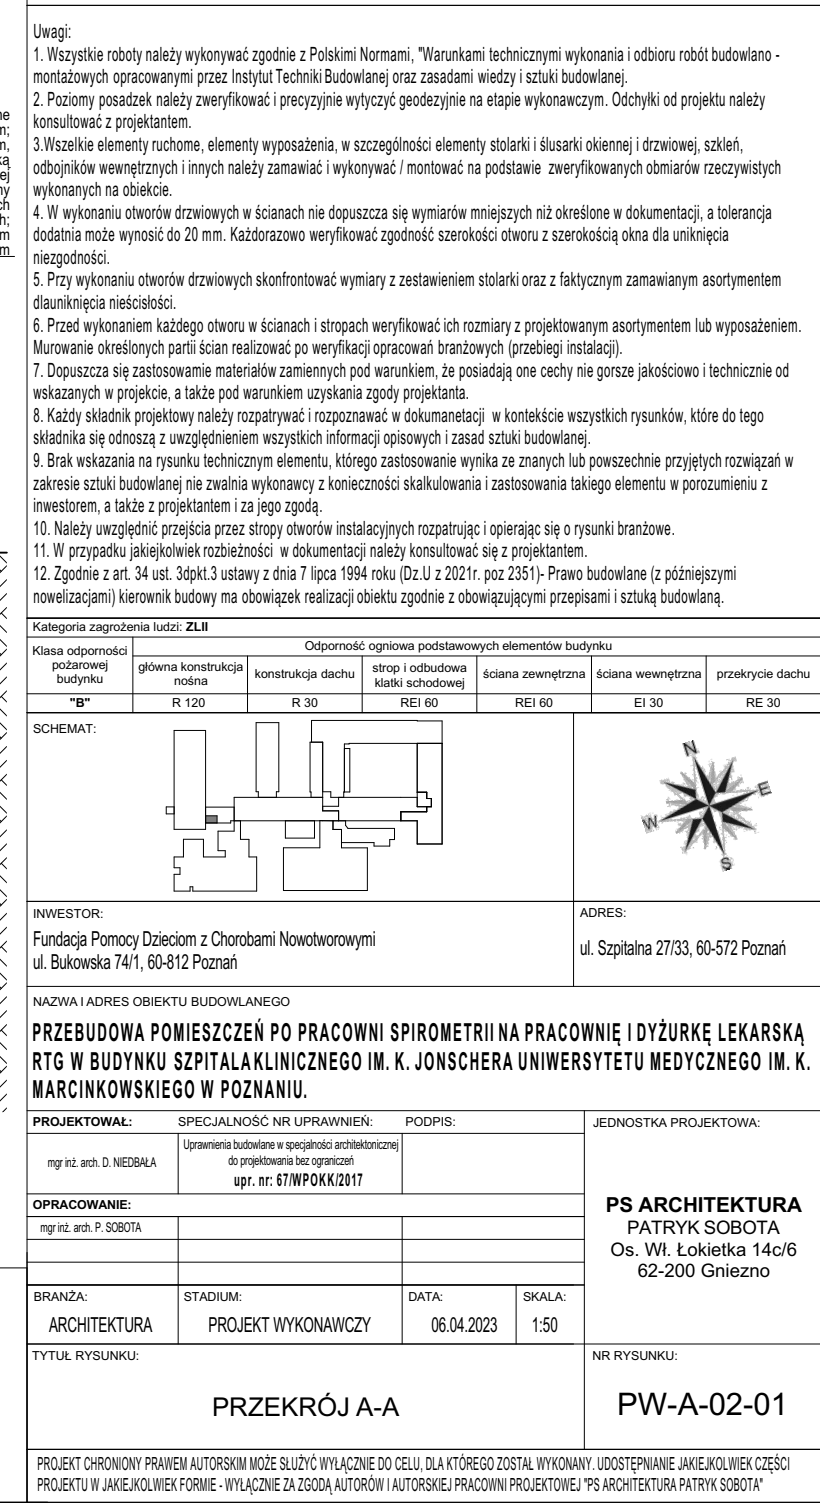 ne
m;
m,
ką
ej
ny
ch
h;
m
m
Uwagi:
1. Wszystkie roboty należy wykonywać zgodnie z Polskimi Normami, "Warunkami technicznymi wykonania i odbioru robót budowlano -
montażowych opracowanymi przez Instytut Techniki Budowlanej oraz zasadami wiedzy i sztuki budowlanej.
2. Poziomy posadzek należy zweryfikować i precyzyjnie wytyczyć geodezyjnie na etapie wykonawczym. Odchyłki od projektu należy
konsultować z projektantem.
3.Wszelkie elementy ruchome, elementy wyposażenia, w szczególności elementy stolarki i ślusarki okiennej i drzwiowej, szkleń,
odbojników wewnętrznych i innych należy zamawiać i wykonywać / montować na podstawie zweryfikowanych obmiarów rzeczywistych
wykonanych na obiekcie.
4. W wykonaniu otworów drzwiowych w ścianach nie dopuszcza się wymiarów mniejszych niż określone w dokumentacji, a tolerancja
dodatnia może wynosić do 20 mm. Każdorazowo weryfikować zgodność szerokości otworu z szerokością okna dla uniknięcia
niezgodności.
5. Przy wykonaniu otworów drzwiowych skonfrontować wymiary z zestawieniem stolarki oraz z faktycznym zamawianym asortymentem
dlauniknięcia nieścisłości.
6. Przed wykonaniem każdego otworu w ścianach i stropach weryfikować ich rozmiary z projektowanym asortymentem lub wyposażeniem.
Murowanie określonych partii ścian realizować po weryfikacji opracowań branżowych (przebiegi instalacji).
7. Dopuszcza się zastosowanie materiałów zamiennych pod warunkiem, że posiadają one cechy nie gorsze jakościowo i technicznie od
wskazanych w projekcie, a także pod warunkiem uzyskania zgody projektanta.
8. Każdy składnik projektowy należy rozpatrywać i rozpoznawać w dokumanetacji w kontekście wszystkich rysunków, które do tego
składnika się odnoszą z uwzględnieniem wszystkich informacji opisowych i zasad sztuki budowlanej.
9. Brak wskazania na rysunku technicznym elementu, którego zastosowanie wynika ze znanych lub powszechnie przyjętych rozwiązań w
zakresie sztuki budowlanej nie zwalnia wykonawcy z konieczności skalkulowania i zastosowania takiego elementu w porozumieniu z
inwestorem, a także z projektantem i za jego zgodą.
10. Należy uwzględnić przejścia przez stropy otworów instalacyjnych rozpatrując i opierając się o rysunki branżowe.
11. W przypadku jakiejkolwiek rozbieżności w dokumentacji należy konsultować się z projektantem.
12. Zgodnie z art. 34 ust. 3dpkt.3 ustawy z dnia 7 lipca 1994 roku (Dz.U z 2021r. poz 2351)- Prawo budowlane (z późniejszymi
nowelizacjami) kierownik budowy ma obowiązek realizacji obiektu zgodnie z obowiązującymi przepisami i sztuką budowlaną.
Kategoria zagrożenia ludzi: ZLII
Klasa odporności pożarowej budynku
Odporność ogniowa podstawowych elementów budynku
główna konstrukcja nośna
konstrukcja dachu
strop i odbudowa klatki schodowej
ściana zewnętrzna
ściana wewnętrzna
przekrycie dachu
"B" R 120 R 30 REI 60 REI 60 EI 30 RE 30
SCHEMAT:
N
E
W
S
INWESTOR:
Fundacja Pomocy Dzieciom z Chorobami Nowotworowymi
ul. Bukowska 74/1, 60-812 Poznań
ADRES:
ul. Szpitalna 27/33, 60-572 Poznań
NAZWA I ADRES OBIEKTU BUDOWLANEGO
PRZEBUDOWA POMIESZCZEŃ PO PRACOWNI SPIROMETRII NA PRACOWNIĘ I DYŻURKĘ LEKARSKĄ
RTG W BUDYNKU SZPITALA KLINICZNEGO IM. K. JONSCHERA UNIWERSYTETU MEDYCZNEGO IM. K.
MARCINKOWSKIEGO W POZNANIU.
PROJEKTOWAŁ: SPECJALNOŚĆ NR UPRAWNIEŃ: PODPIS:
mgr inż. arch. D. NIEDBAŁA
Uprawnienia budowlane w specjalności architektonicznej
do projektowania bez ograniczeń
upr. nr: 67/WPOKK/2017
OPRACOWANIE:
mgr inż. arch. P. SOBOTA
JEDNOSTKA PROJEKTOWA:
PS ARCHITEKTURA
PATRYK SOBOTA
Os. Wł. Łokietka 14c/6
62-200 Gniezno
BRANŻA: STADIUM: DATA: SKALA:
ARCHITEKTURA PROJEKT WYKONAWCZY 06.04.2023 1:50
TYTUŁ RYSUNKU:
PRZEKRÓJ A-A
NR RYSUNKU:
PW-A-02-01
PROJEKT CHRONIONY PRAWEM AUTORSKIM MOŻE SŁUŻYĆ WYŁĄCZNIE DO CELU, DLA KTÓREGO ZOSTAŁ WYKONANY. UDOSTĘPNIANIE JAKIEJKOLWIEK CZĘŚCI
PROJEKTU W JAKIEJKOLWIEK FORMIE - WYŁĄCZNIE ZA ZGODĄ AUTORÓW I AUTORSKIEJ PRACOWNI PROJEKTOWEJ "PS ARCHITEKTURA PATRYK SOBOTA"